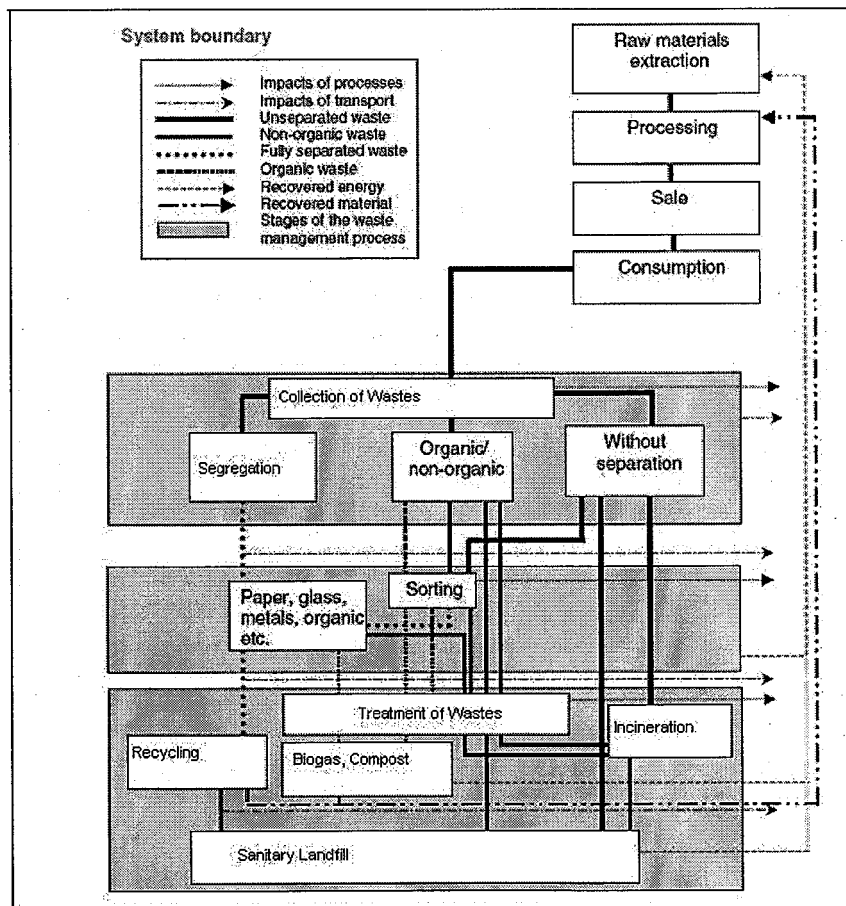 System boundary
Impacts of processes
Impacts of transport
Unseparated waste
Non-organic waste
Fully separated waste
Organic waste
Recovered energy
Recovered material
Stages of the waste
management process
Raw materials
extraction
Processing
Sale
Consumption
Collection of Wastes
Segregation
Organic/
non-organic
Without
separation
Paper, glass,
metals, organic
etc.
Sorting
Treatment of Wastes
Recycling
Biogas, Compost
Incineration
Sanitary Landfill